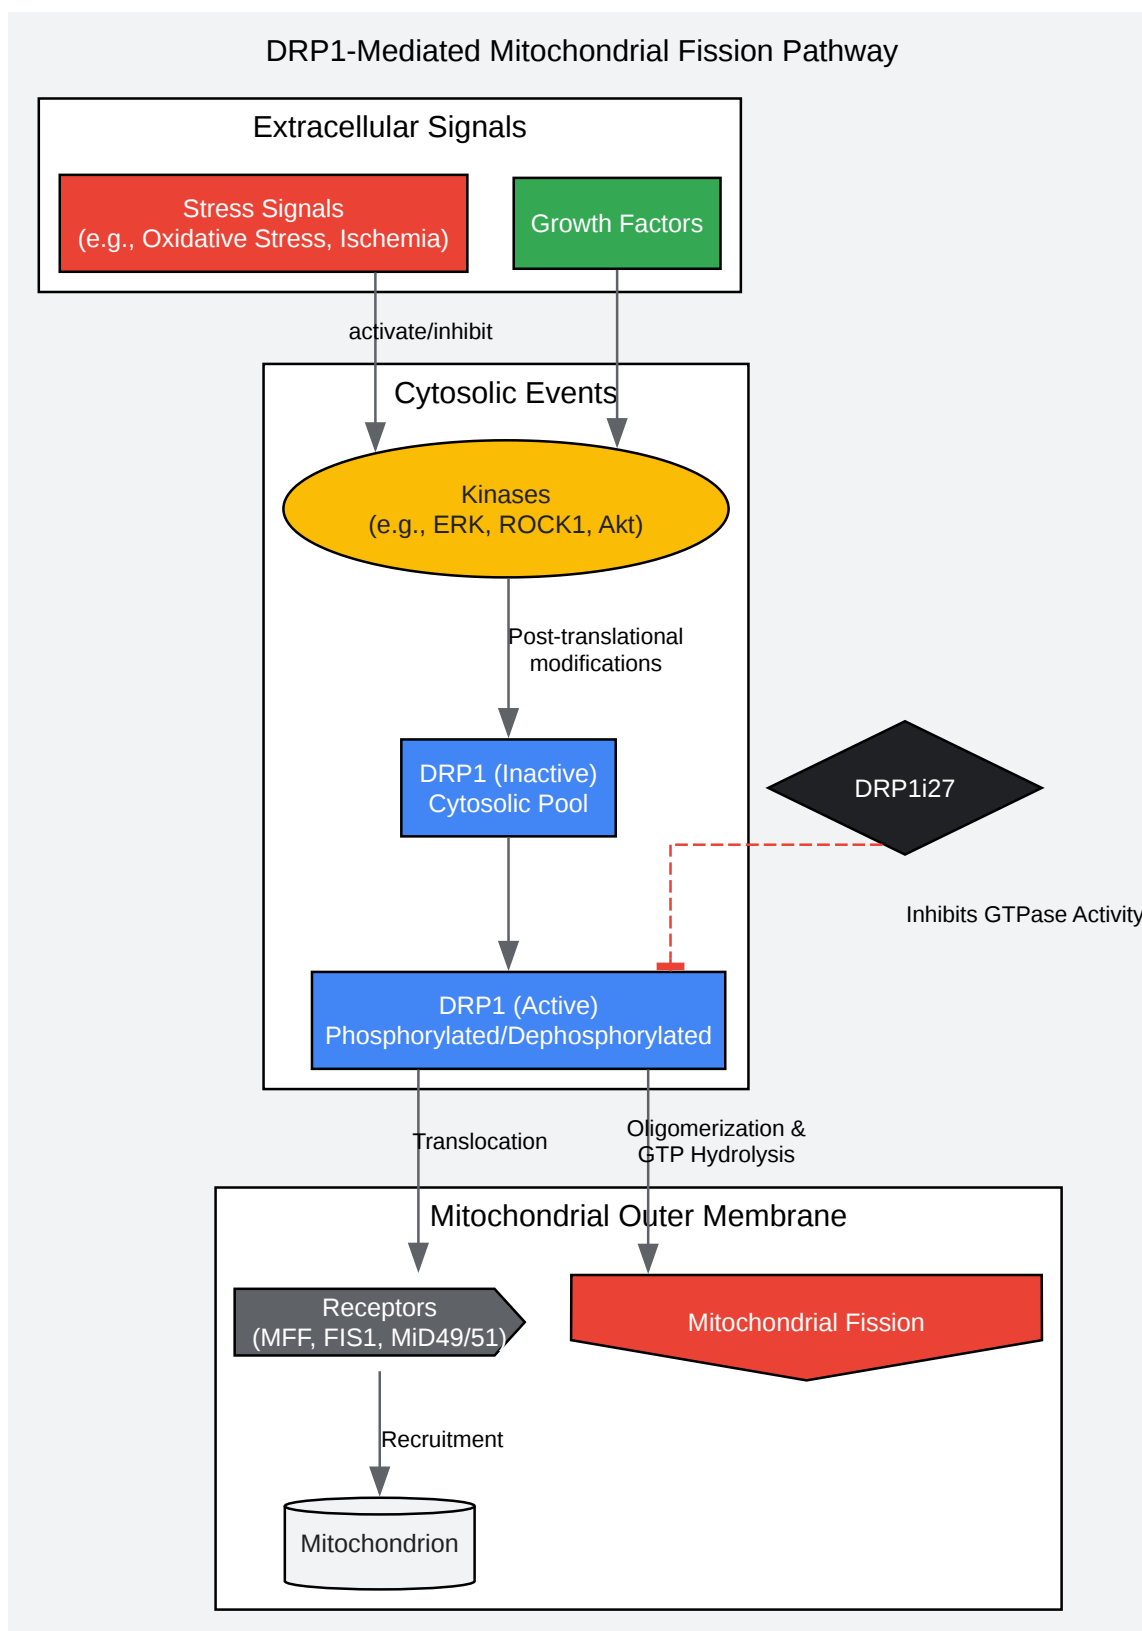 DRP1-Mediated Mitochondrial Fission Pathway
Extracellular Signals
Stress Signals
(e.g., Oxidative Stress, Ischemia)
Growth Factors
activate/inhibit
Cytosolic Events
Kinases
(e.g., ERK, ROCK1, Akt)
Post-translational
modifications
DRP1 (Inactive)
Cytosolic Pool
DRP1i27
Inhibits GTPase Activity
DRP1 (Active)
Phosphorylated/Dephosphorylated
Translocation
Oligomerization &
GTP Hydrolysis
Mitochondrial Outer Membrane
Receptors
(MFF, FIS1, MiD49/51)
Mitochondrial Fission
Recruitment
Mitochondrion